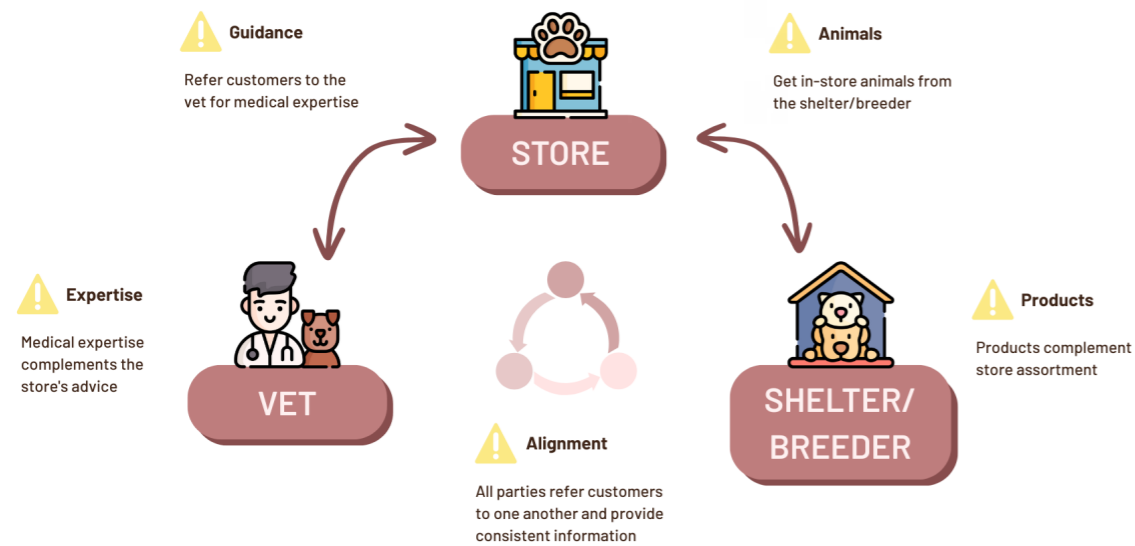 Guidance
Refer customers to the
vet for medical expertise
Animals
Get in-store animals from
the shelter/breeder
STORE
Expertise
Medical expertise
complements the
store's advice
VET
Products
Products complement
store assortment
SHELTER/
BREEDER
Alignment
All parties refer customers
to one another and provide
consistent information